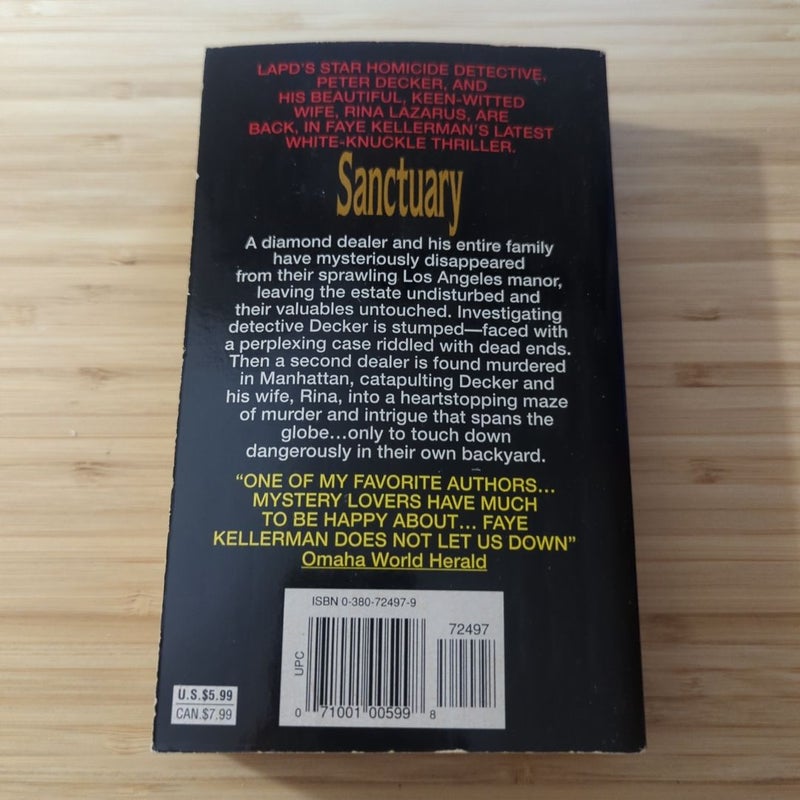 LAPD'S STAR HOMICIDE DETECTIVE,
PETER DECKER, AND
HIS BEAUTIFUL, KEEN-WITTED
WIFE, RINA LAZARUS, ARE
BACK, IN FAYE KELLERMAN'S LATEST
WHITE-KNUCKLE THRILLER.
Sanctuary
A diamond dealer and his entire family
have mysteriously disappeared
from their sprawling Los Angeles manor,
leaving the estate undisturbed and
their valuables untouched. Investigating
detective Decker is stumped—faced with
a perplexing case riddled with dead ends.
Then a second dealer is found murdered
in Manhattan, catapulting Decker and
his wife, Rina, into a heartstopping maze
of murder and intrigue that spans the
globe...only to touch down
dangerously in their own backyard.
"ONE OF MY FAVORITE AUTHORS...
MYSTERY LOVERS HAVE MUCH
TO BE HAPPY ABOUT... FAYE
KELLERMAN DOES NOT LET US DOWN"
Omaha World Herald
ISBN 0-380-72497-9
72497
UPC
0 71001 00599 8
U.S.$5.99
CAN.$7.99